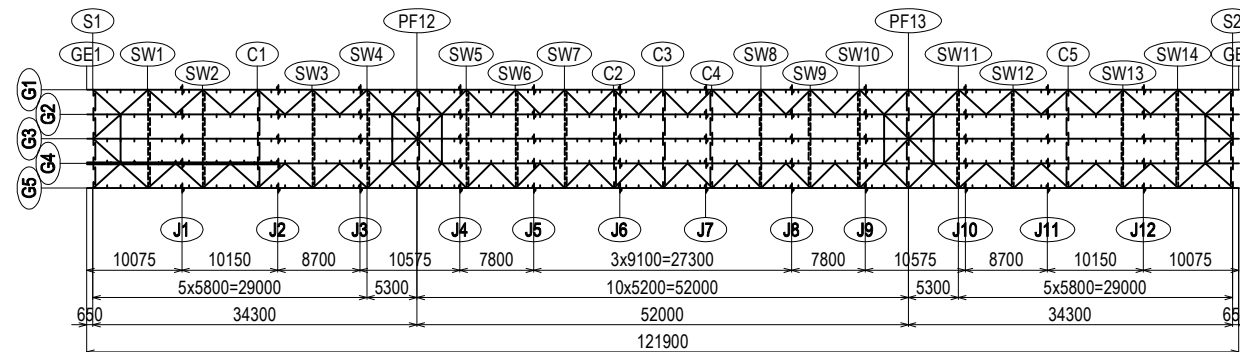 S1 PF12 PF13 S2
GE1 SW1 C1 SW4 SW5 SW7 C3 SW8 SW10 SW11 C5 SW14 GE
SW2 SW3 SW6 C2 C4 SW9 SW12 SW13
G1
G2
G3
G4
G5
J1 J2 J3 J4 J5 J6 J7 J8 J9 J10 J11 J12
10075 10150 8700 10575 7800 3x9100=27300 7800 10575 8700 10150 10075
5x5800=29000 5300 10x5200=52000 5300 5x5800=29000
650 34300 52000 34300 65
121900